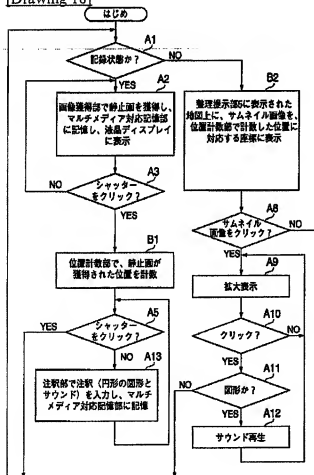 [Drawing 16]
はじめ
A1
記録状態か?
NO
YES
A2
画像獲得部で静止画を獲得し、
マルチメディア対応記憶部
に記憶し、液晶ディスプレイ
に表示
A3
シャッター
をクリック?
NO
YES
B1
位置計数部で、静止画が
獲得された位置を計数
A5
シャッター
をクリック?
YES
NO
A13
注釈部で注釈(円形の図形と
サウンド)を入力し、マルチ
メディア対応記憶部に記憶
B2
整理提示部5に表示された
地図上に、サムネイル画像を、
位置計数部で計数した位置に
対応する座標に表示
A8
サムネイル
画像をクリック?
NO
YES
A9
拡大表示
A10
クリック?
NO
YES
A11
図形か?
NO
YES
A12
サウンド再生